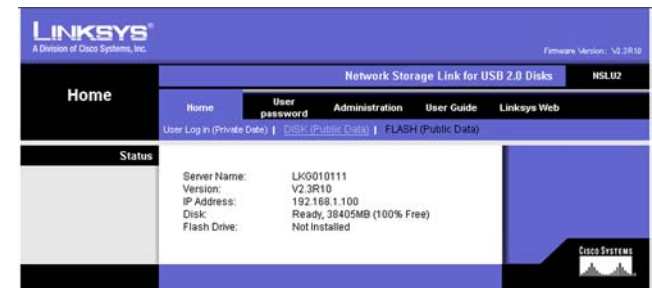 LINKSYS®
A Division of Cisco Systems, Inc.
Firmware Version: V2.3R10
Network Storage Link for USB 2.0 Disks
NSLU2
Home
Home
User password
Administration
User Guide
Linksys Web
User Log in (Private Date) | DISK (Public Data) | FLASH (Public Data)
Status
Server Name: LKG010111
Version: V2.3R10
IP Address: 192.168.1.100
Disk: Ready, 38405MB (100% Free)
Flash Drive: Not Installed
CISCO SYSTEMS